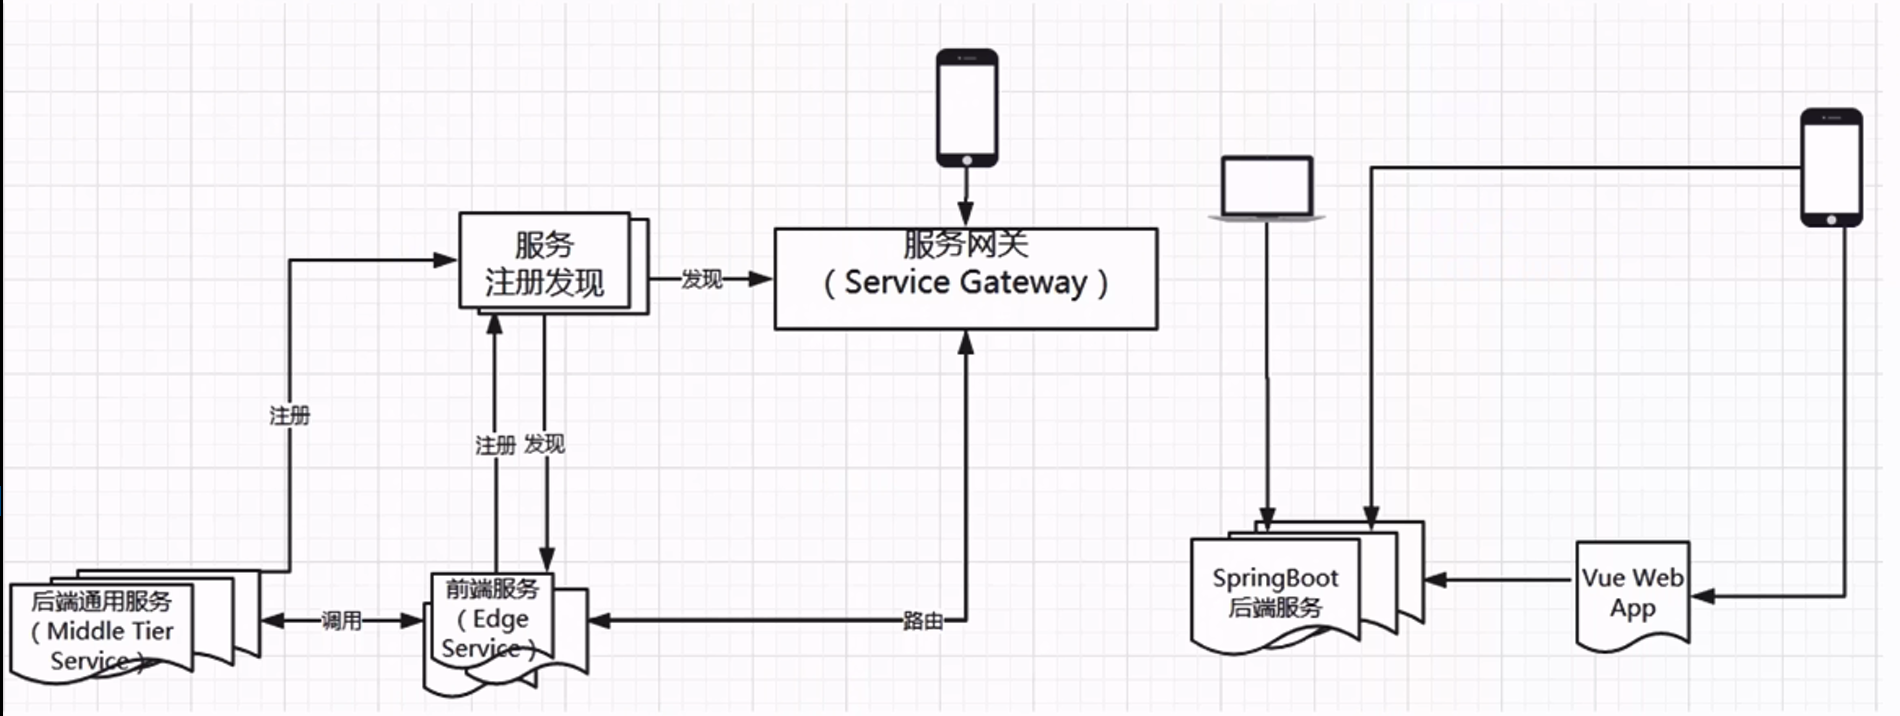 服务
注册发现
发现
服务网关
（Service Gateway）
注册
注册
发现
后端通用服务
（Middle Tier
Service）
调用
前端服务
（Edge
Service）
路由
SpringBoot
后端服务
Vue Web
App